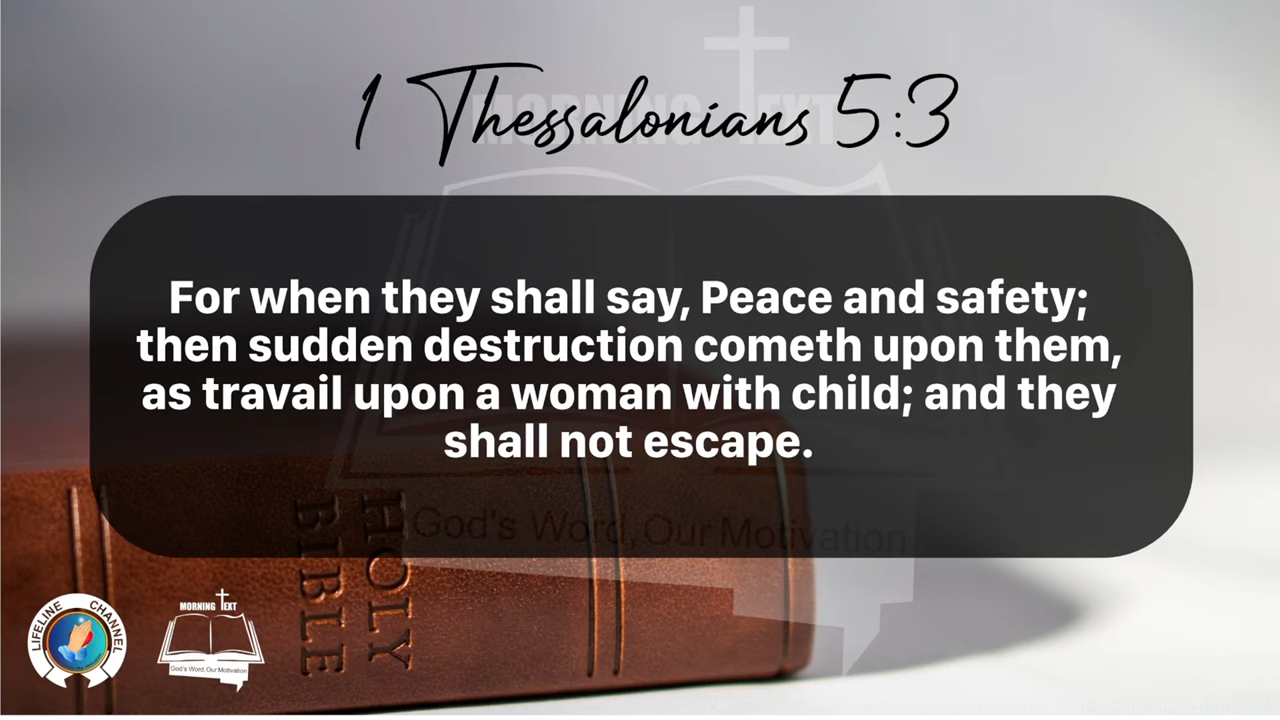 1 Thessalonians 5:3
MORNING TEXT
For when they shall say, Peace and safety;
then sudden destruction cometh upon them,
as travail upon a woman with child; and they
shall not escape.
God's Word, Our Motivation
HOLY
BIBLE
LIFELINE CHANNEL
MORNING TEXT
God's Word, Our Motivation